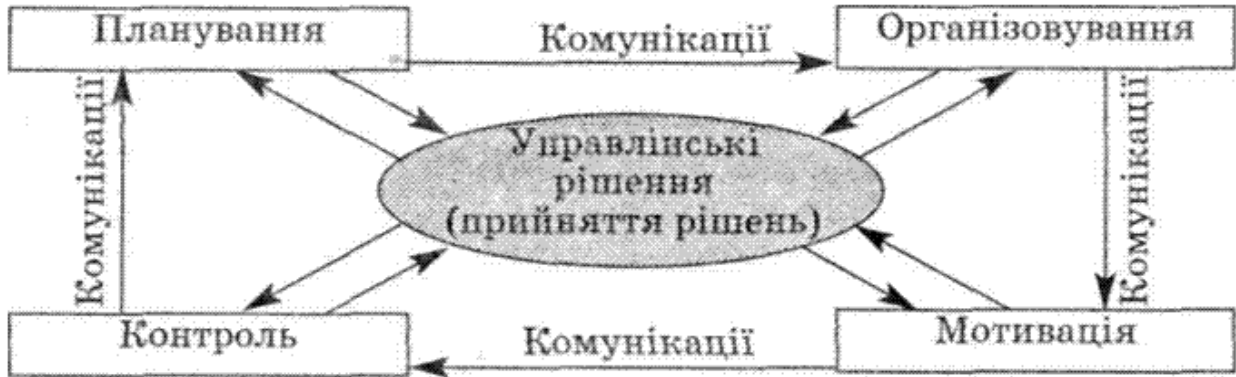 Планування
Комунікації
Організовування
Комунікації
Управлінські
рішення
(прийняття рішень)
Комунікації
Контроль
Комунікації
Мотивація